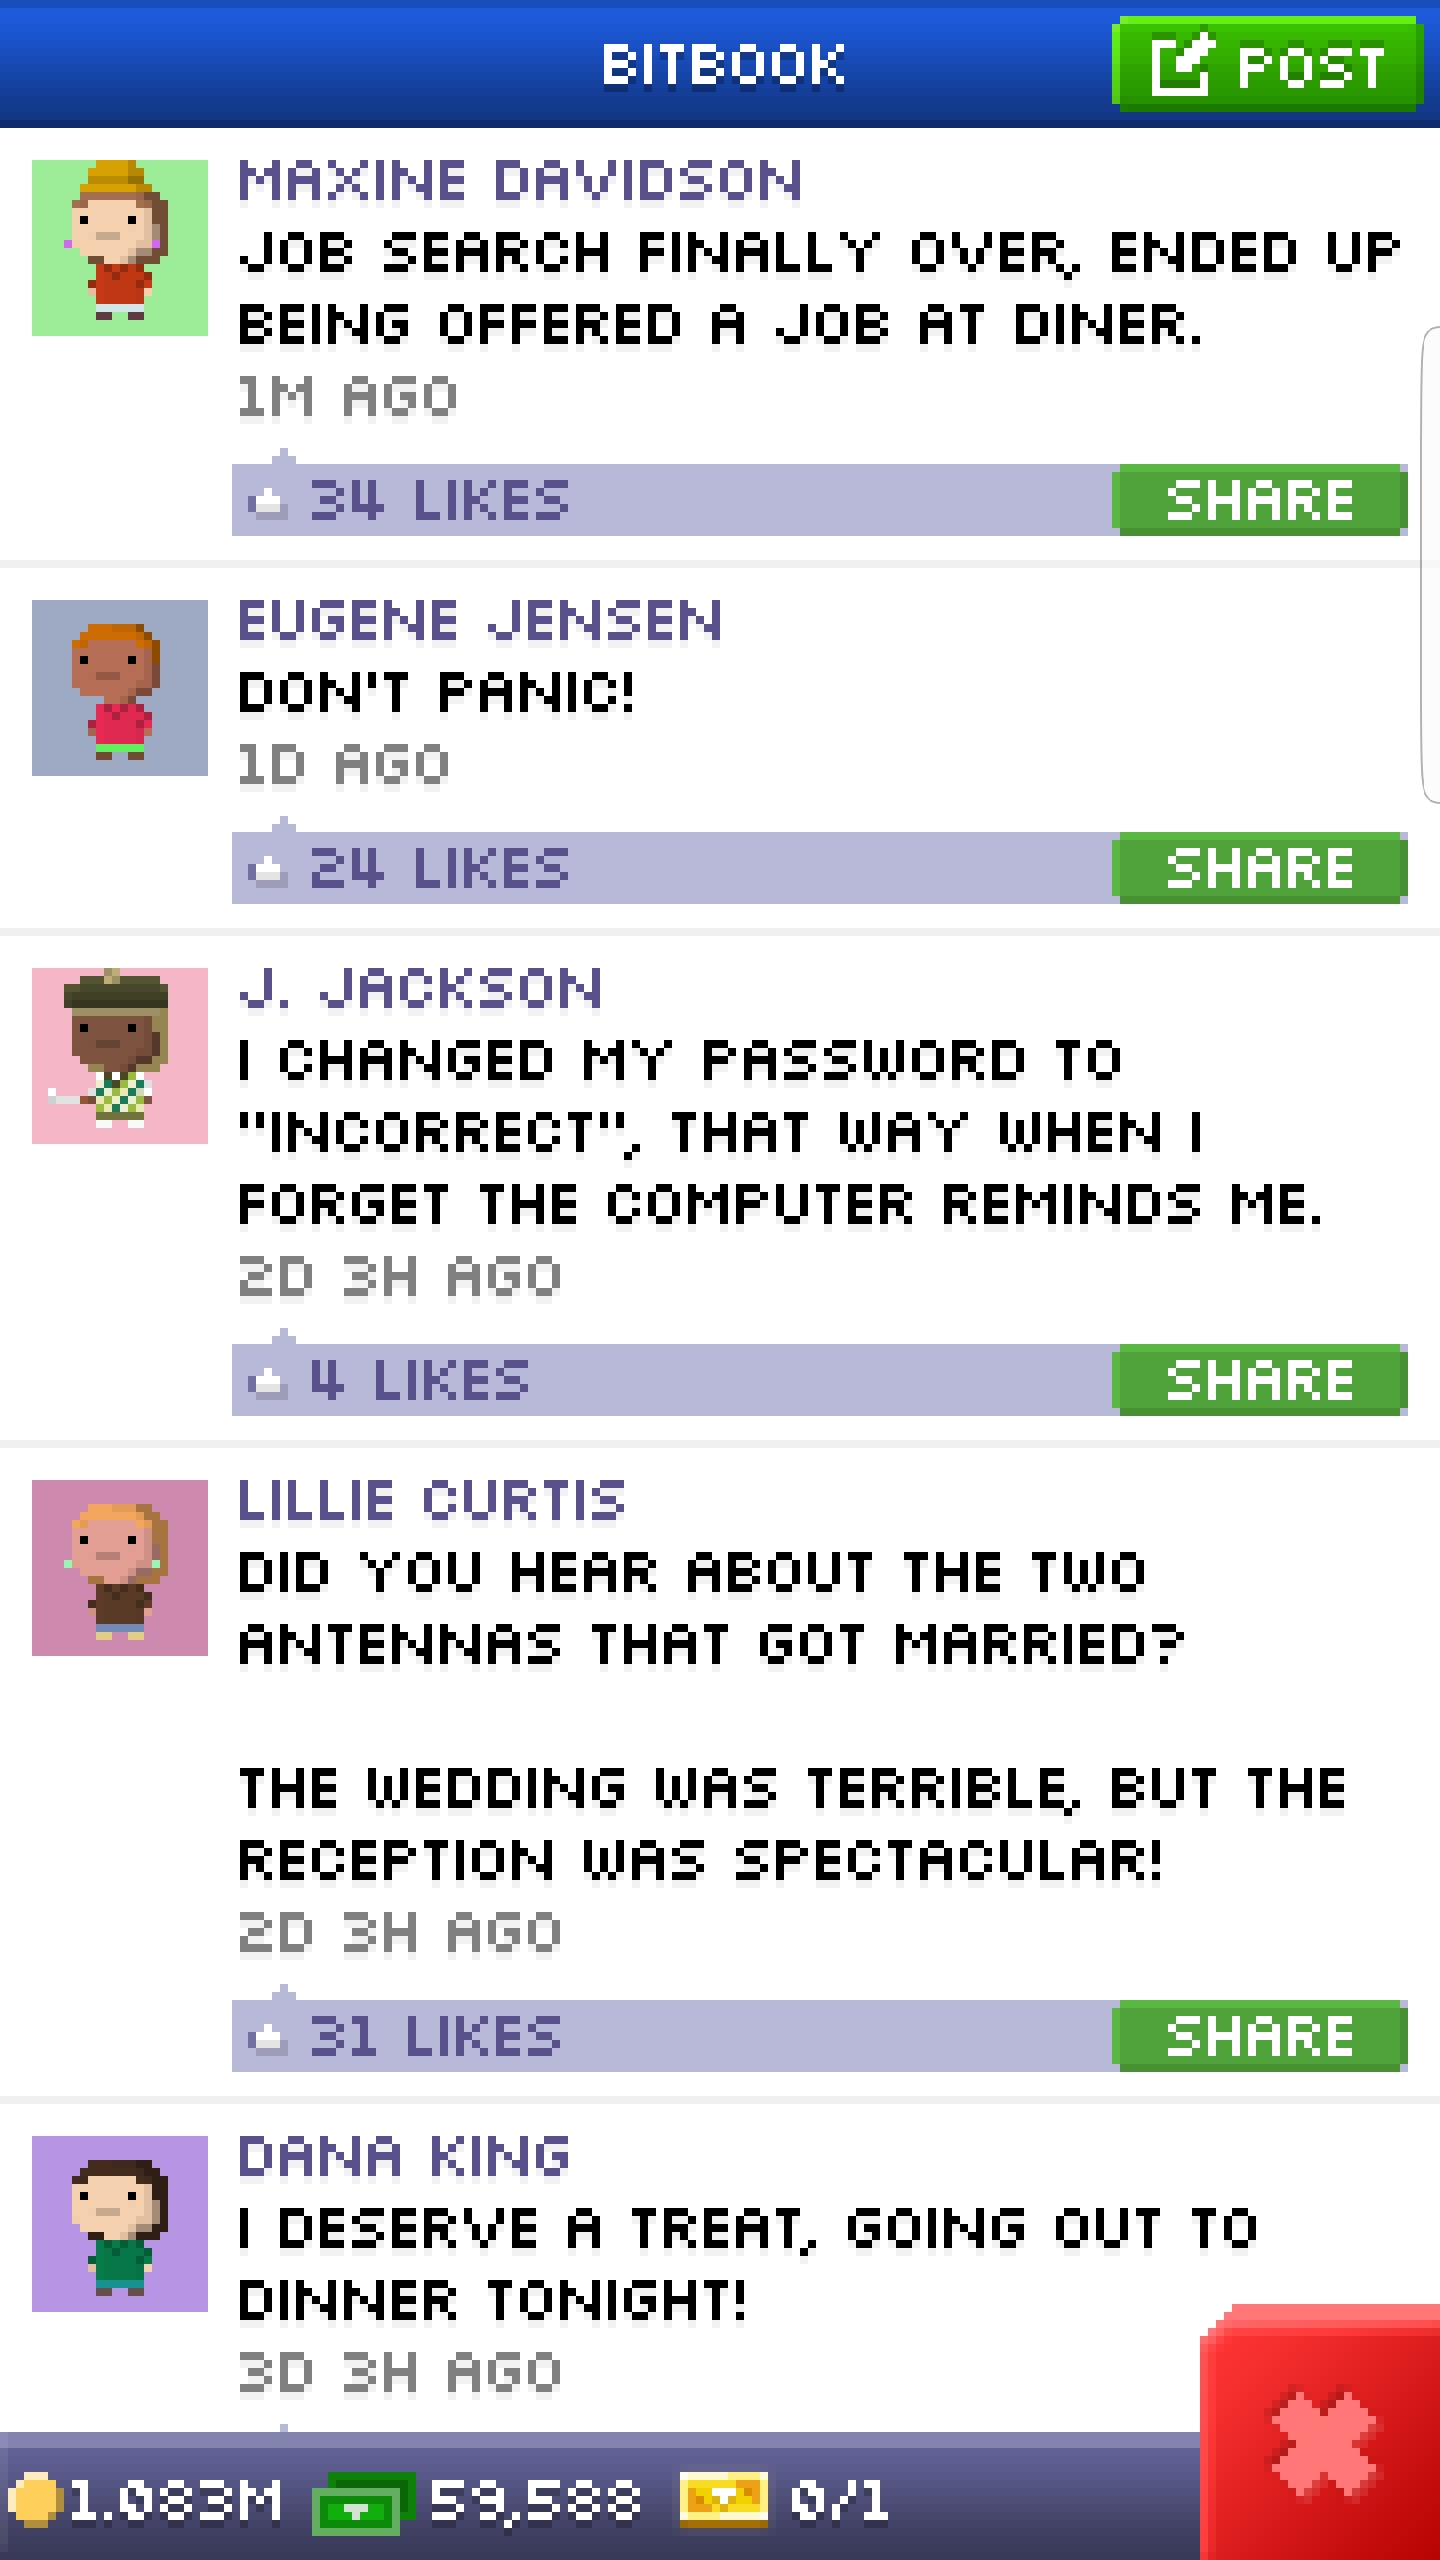 BITBOOK
POST
MAXINE DAVIDSON
JOB SEARCH FINALLY OVER, ENDED UP
BEING OFFERED A JOB AT DINER.
1M AGO
34 LIKES
SHARE
EUGENE JENSEN
DON'T PANIC!
1D AGO
24 LIKES
SHARE
J. JACKSON
I CHANGED MY PASSWORD TO
"INCORRECT", THAT WAY WHEN I
FORGET THE COMPUTER REMINDS ME.
2D 3H AGO
4 LIKES
SHARE
LILLIE CURTIS
DID YOU HEAR ABOUT THE TWO
ANTENNAS THAT GOT MARRIED?
THE WEDDING WAS TERRIBLE, BUT THE
RECEPTION WAS SPECTACULAR!
2D 3H AGO
31 LIKES
SHARE
DANA KING
I DESERVE A TREAT, GOING OUT TO
DINNER TONIGHT!
3D 3H AGO
1.083M 59,588 0/1